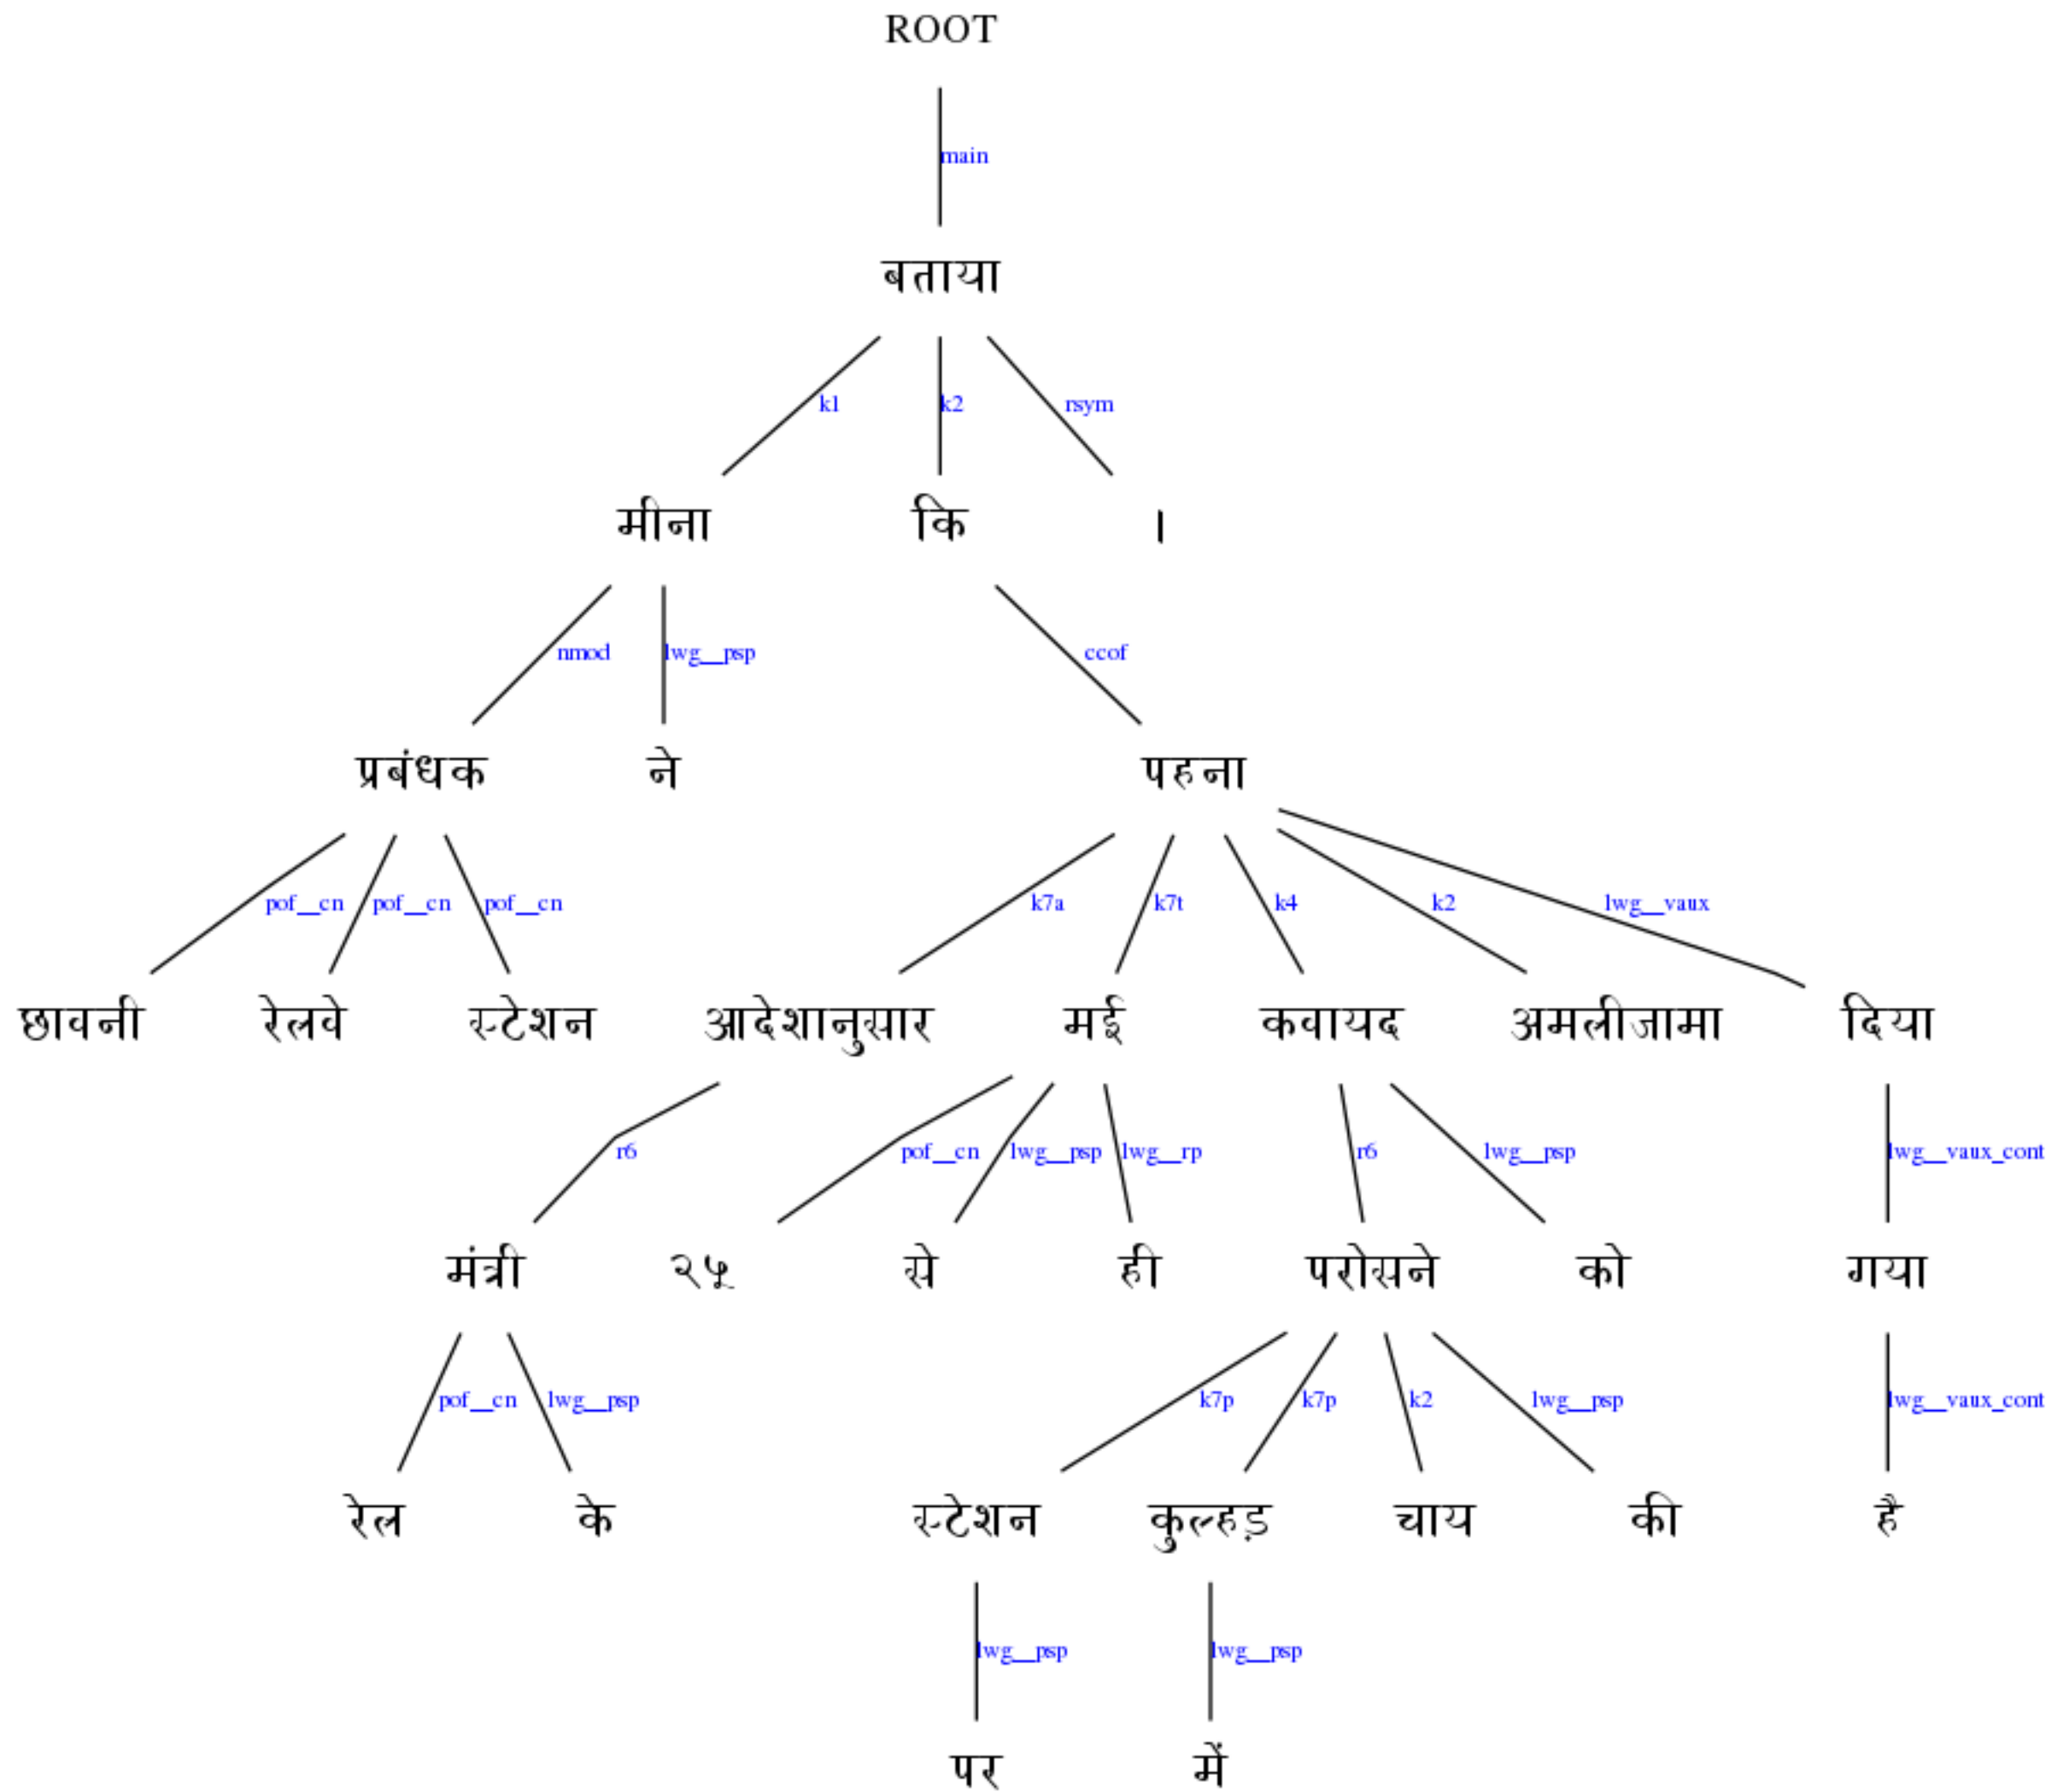 ROOT
main
बताया
k1 k2 rsym
मीना कि ।
nmod lwg__psp ccof
प्रबंधक ने पहना
pof__cn pof__cn pof__cn k7a k7t k4 k2 lwg__vaux
छावनी रेलवे स्टेशन आदेशानुसार मई कवायद अमलीजामा दिया
r6 pof__cn lwg__psp lwg__rp r6 lwg__psp lwg__vaux_cont
मंत्री २५ से ही परोसने को गया
pof__cn lwg__psp k7p k7p k2 lwg__psp lwg__vaux_cont
रेल के स्टेशन कुल्हड़ चाय की है
lwg__psp lwg__psp
पर में